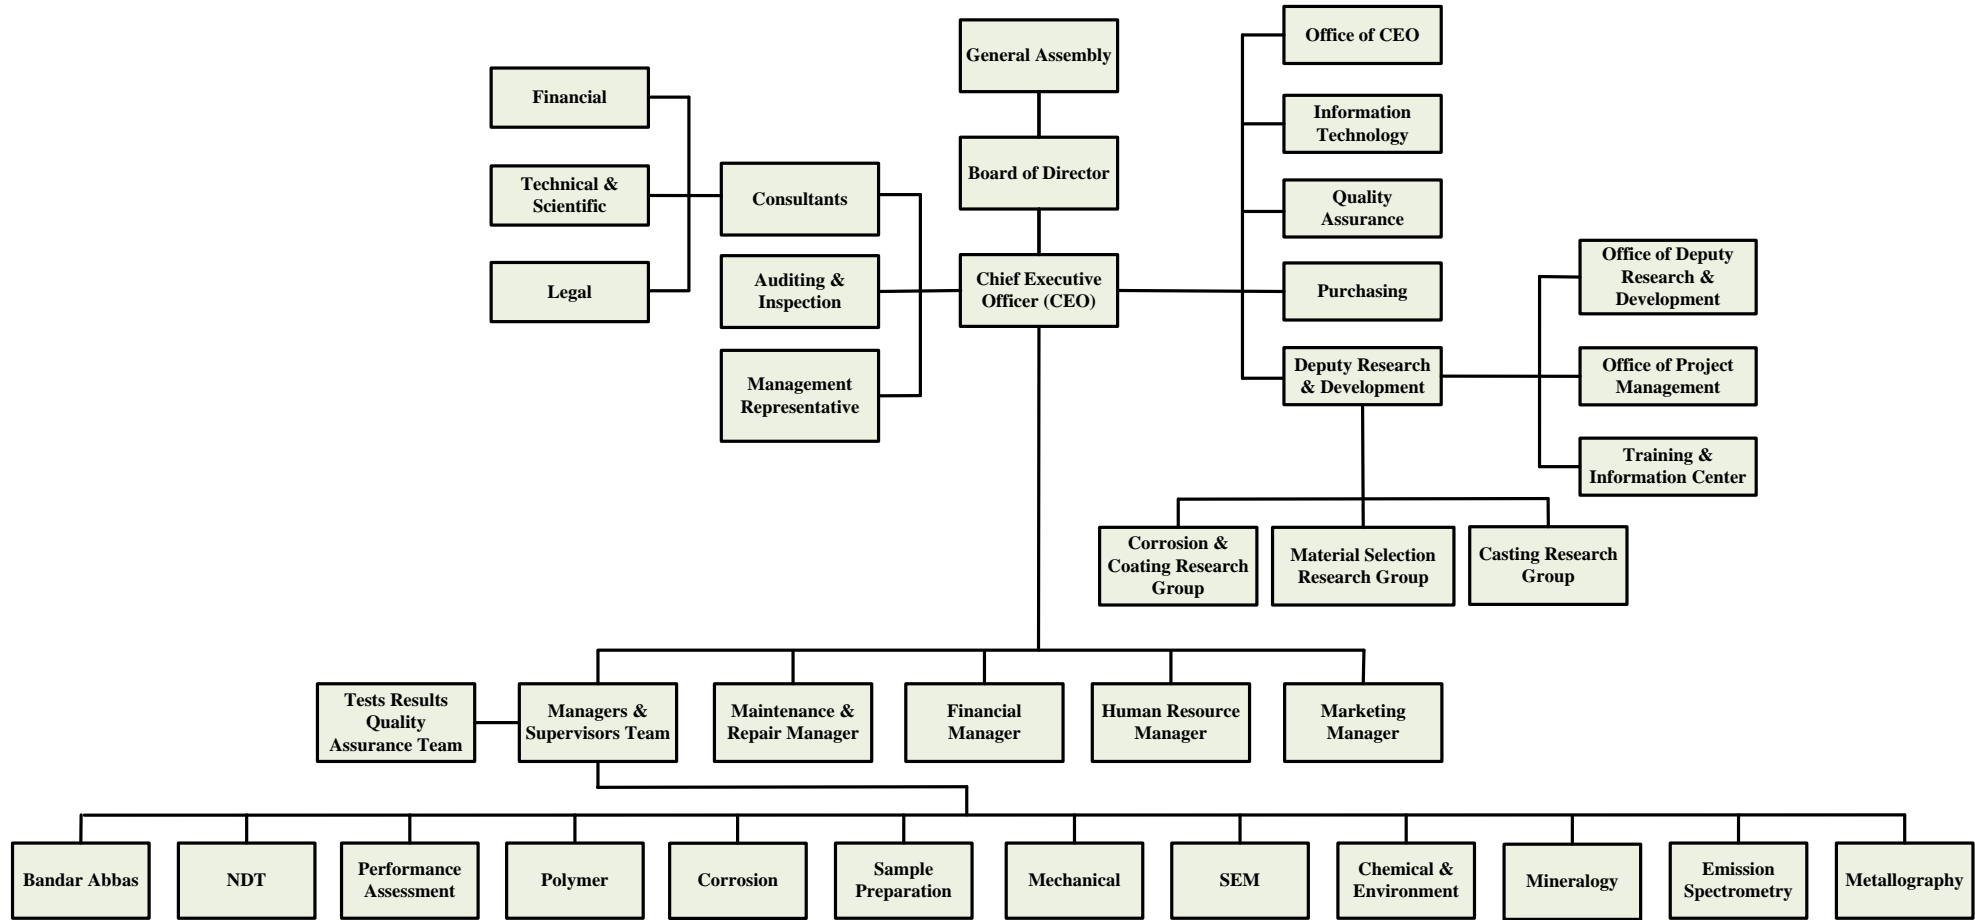 General Assembly
Board of Director
Chief Executive
Officer (CEO)
Financial
Technical &
Scientific
Legal
Consultants
Auditing &
Inspection
Management
Representative
Office of CEO
Information
Technology
Quality
Assurance
Purchasing
Deputy Research
& Development
Office of Deputy
Research &
Development
Office of Project
Management
Training &
Information Center
Corrosion &
Coating Research
Group
Material Selection
Research Group
Casting Research
Group
Tests Results
Quality
Assurance Team
Managers &
Supervisors Team
Maintenance &
Repair Manager
Financial
Manager
Human Resource
Manager
Marketing
Manager
Bandar Abbas
NDT
Performance
Assessment
Polymer
Corrosion
Sample
Preparation
Mechanical
SEM
Chemical &
Environment
Mineralogy
Emission
Spectrometry
Metallography